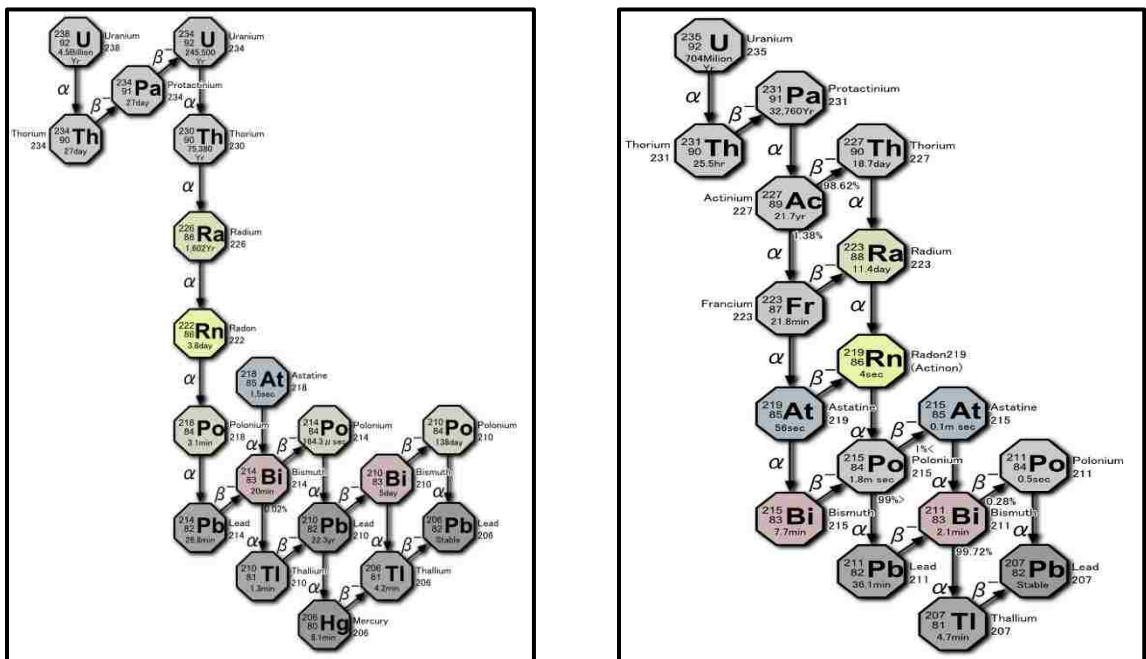 238
92 U
4.5Billion
Yr
Uranium
238
234
92 U
245,500
Yr
Uranium
234
α
β⁻
234
91 Pa
27day
Protactinium
234
β⁻
α
Thorium
234
234
90 Th
27day
230
90 Th
75,380
Yr
Thorium
230
α
226
88 Ra
1,602Yr
Radium
226
α
222
86 Rn
3.8day
Radon
222
α
218
85 At
1.5sec
Astatine
218
218
84 Po
3.1min
Polonium
218
α
β⁻
214
84 Po
164.3μsec
Polonium
214
210
84 Po
138day
Polonium
210
α
β⁻
214
83 Bi
20min
Bismuth
214
0.02%
α
β⁻
210
83 Bi
5day
Bismuth
210
β⁻
α
214
82 Pb
26.8min
Lead
214
α
β⁻
210
82 Pb
22.3yr
Lead
210
α
β⁻
206
82 Pb
Stable
Lead
206
210
81 Tl
1.3min
Thallium
210
α
β⁻
206
81 Tl
4.2min
Thallium
206
206
80 Hg
8.1min
Mercury
206
235
92 U
704Milion
Yr
Uranium
235
α
β⁻
231
91 Pa
32,760Yr
Protactinium
231
Thorium
231
231
90 Th
25.5hr
α
β⁻
98.62%
227
90 Th
18.7day
Thorium
227
Actinium
227
227
89 Ac
21.7yr
1.38%
α
α
β⁻
223
88 Ra
11.4day
Radium
223
Francium
223
223
87 Fr
21.8min
α
α
β⁻
219
86 Rn
4sec
Radon219
(Actinon)
219
85 At
56sec
Astatine
219
α
β⁻
1%<
215
85 At
0.1m sec
Astatine
215
α
β⁻
215
84 Po
1.8m sec
Polonium
215
99%>
α
β⁻
0.28%
211
84 Po
0.5sec
Polonium
211
215
83 Bi
7.7min
Bismuth
215
α
β⁻
211
83 Bi
2.1min
Bismuth
211
99.72%
α
211
82 Pb
36.1min
Lead
211
α
β⁻
207
82 Pb
Stable
Lead
207
207
81 Tl
4.7min
Thallium
207